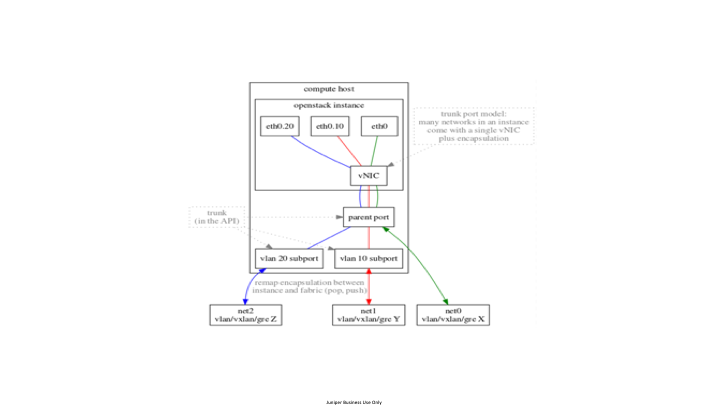 compute host
openstack instance
eth0.20
eth0.10
eth0
trunk port model:
many networks in an instance
come with a single vNIC
plus encapsulation
vNIC
trunk
(in the API)
parent port
vlan 20 subport
vlan 10 subport
remap encapsulation between
instance and fabric (pop, push)
net2
vlan/vxlan/gre Z
net1
vlan/vxlan/gre Y
net0
vlan/vxlan/gre X
Juniper Business Use Only